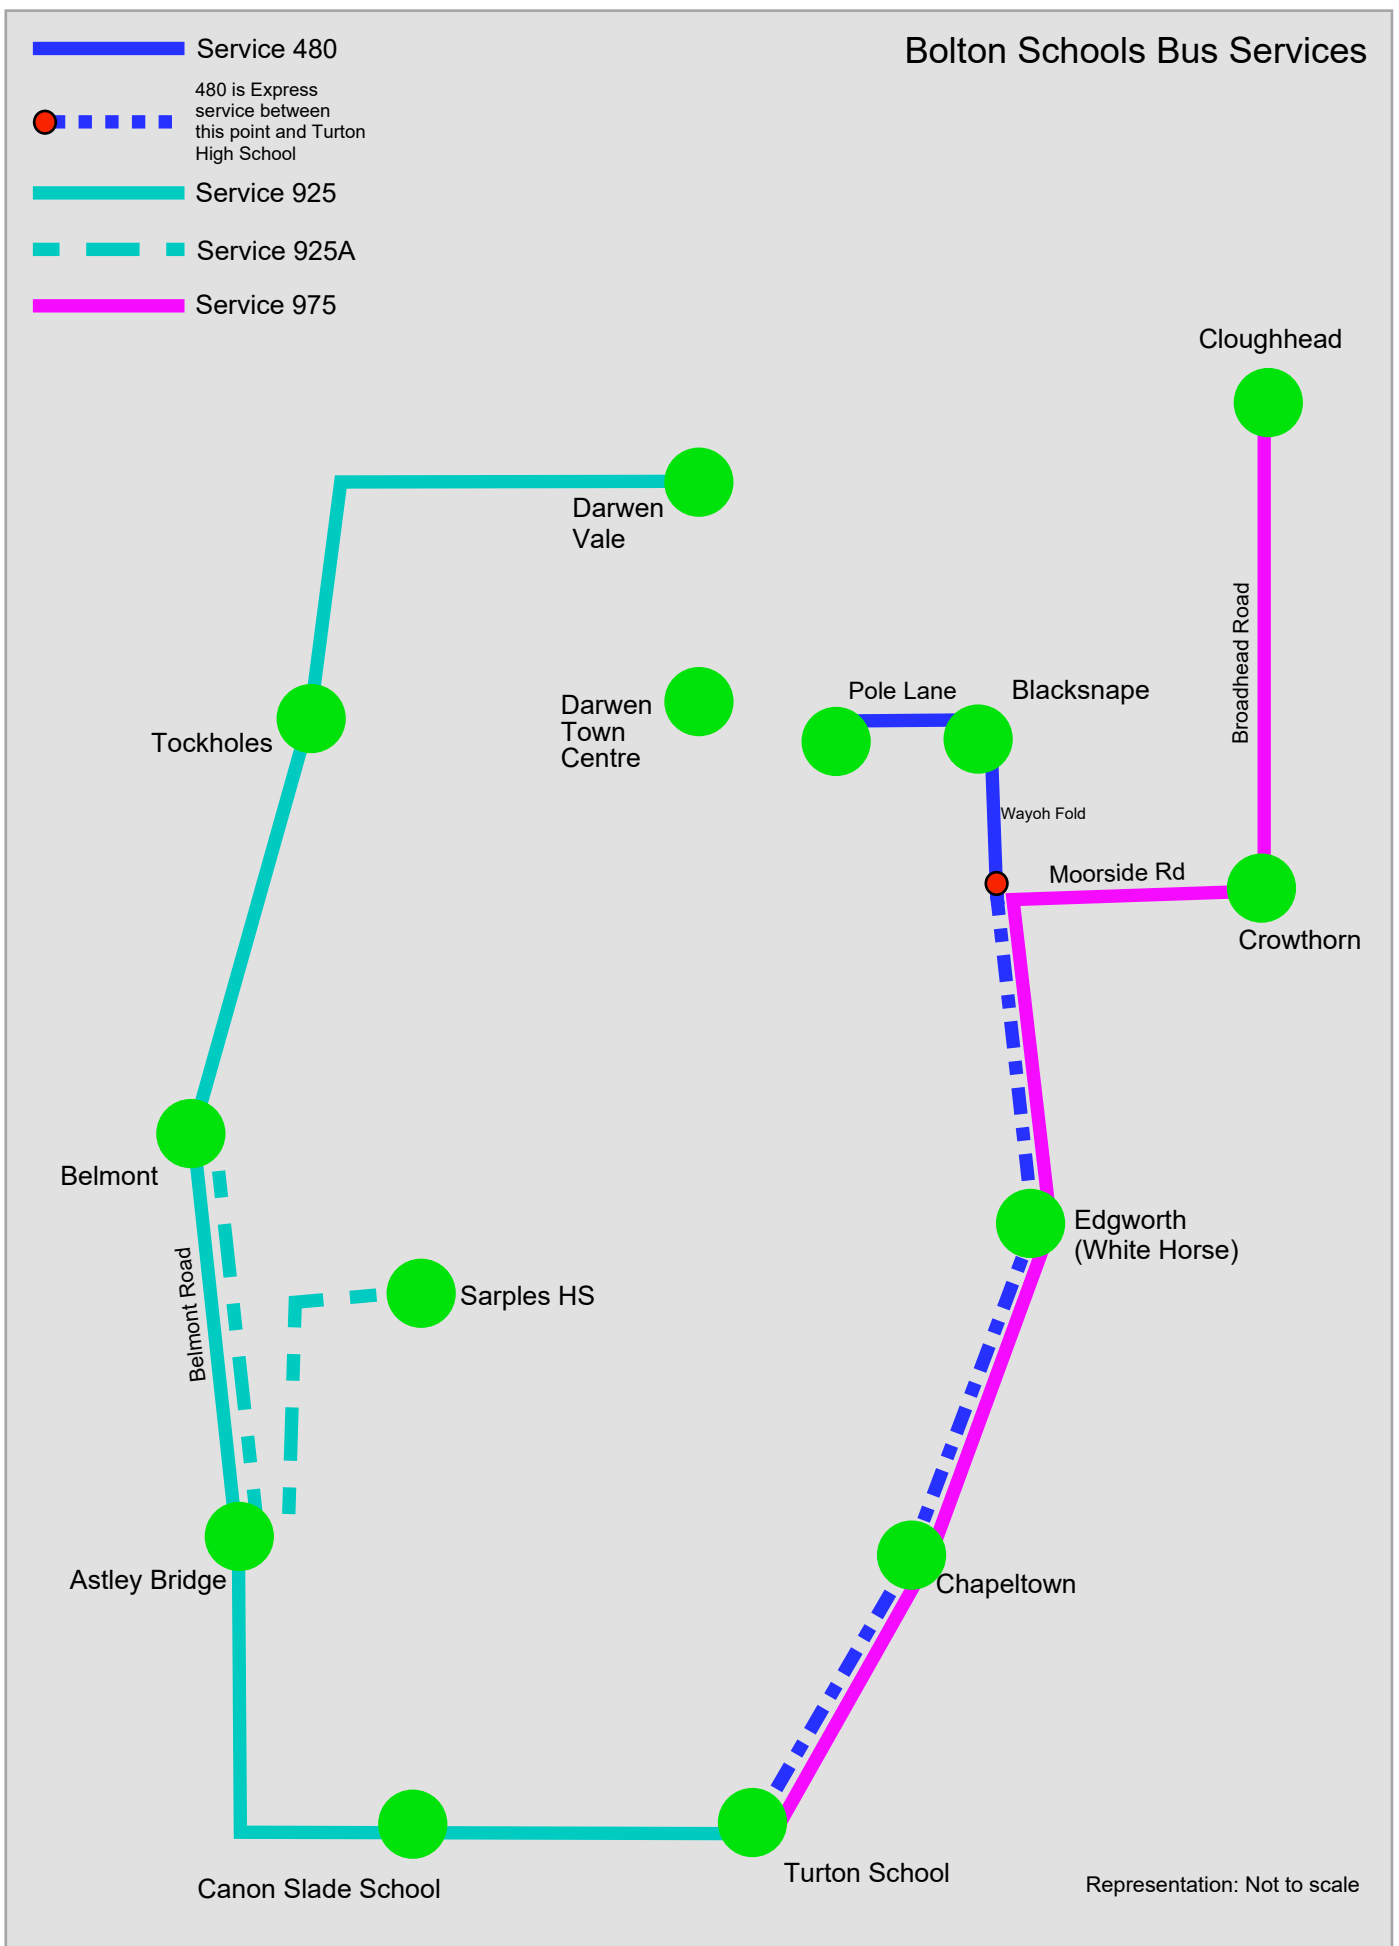 Bolton Schools Bus Services
Service 480
480 is Express
service between
this point and Turton
High School
Service 925
Service 925A
Service 975
Cloughhead
Darwen
Vale
Broadhead Road
Pole Lane
Blacksnape
Darwen
Town
Centre
Tockholes
Wayoh Fold
Moorside Rd
Crowthorn
Belmont
Edgworth
(White Horse)
Belmont Road
Sarples HS
Astley Bridge
Chapeltown
Turton School
Canon Slade School
Representation: Not to scale